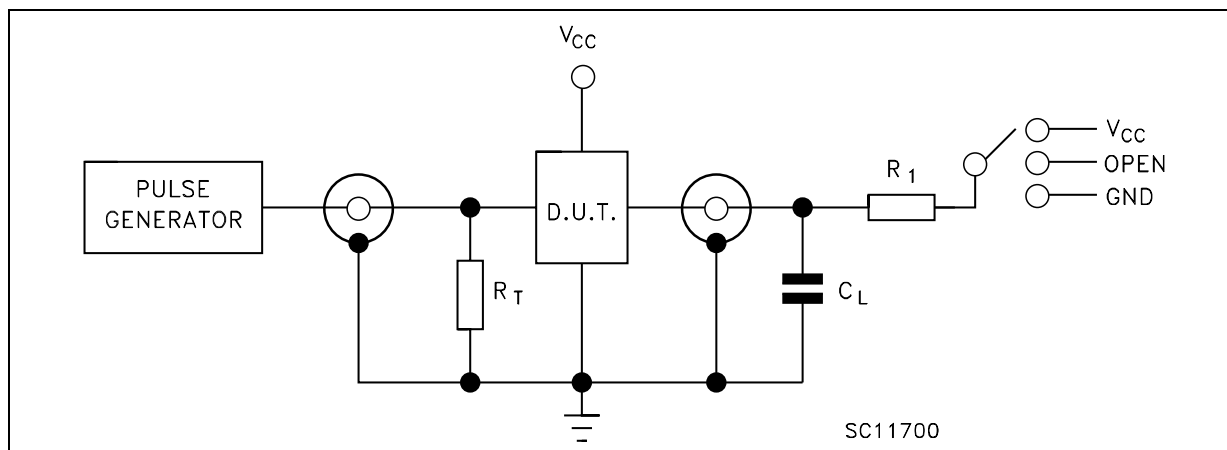 VCC
PULSE
GENERATOR
RT
D.U.T.
CL
R1
VCC
OPEN
GND
SC11700